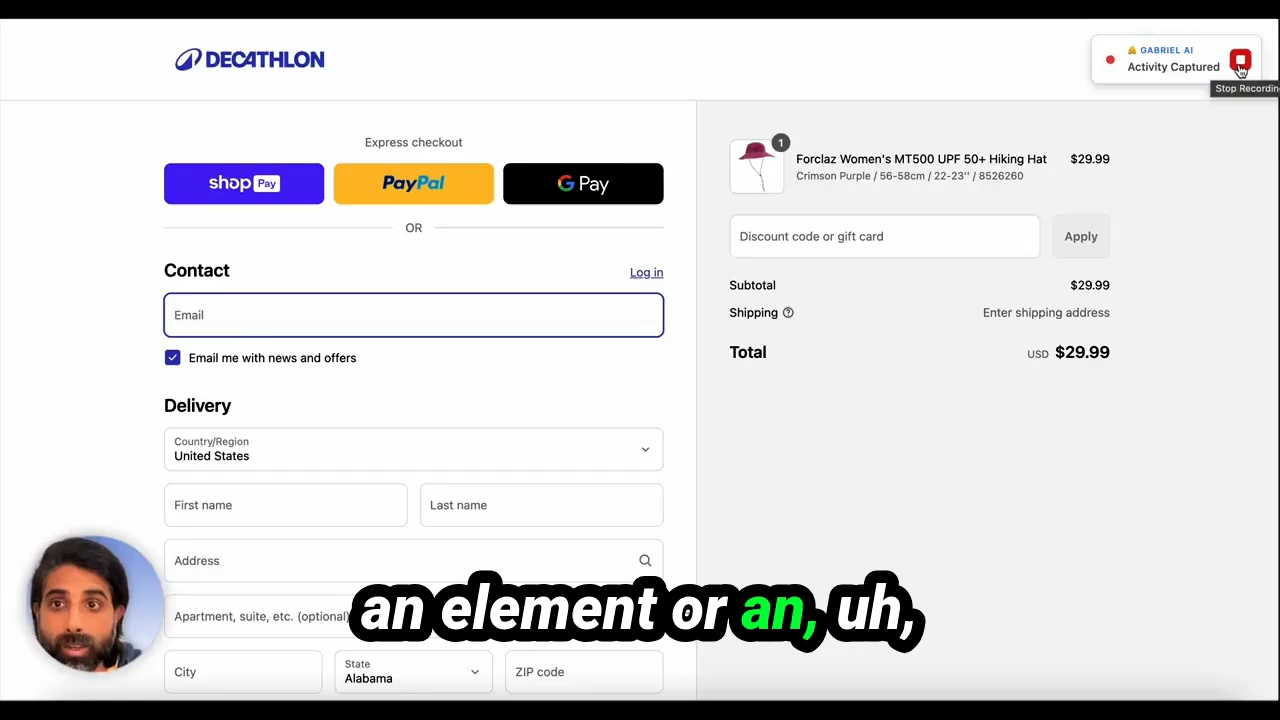 DECATHLON
GABRIEL AI
Activity Captured
Stop Recordin
Express checkout
shop Pay
PayPal
G Pay
OR
Contact
Log in
Email
Email me with news and offers
Delivery
Country/Region
United States
First name
Last name
Address
Apartment, suite, etc. (optional)
City
State
Alabama
ZIP code
1
Forclaz Women's MT500 UPF 50+ Hiking Hat
$29.99
Crimson Purple / 56-58cm / 22-23'' / 8526260
Discount code or gift card
Apply
Subtotal
$29.99
Shipping
Enter shipping address
Total
USD $29.99
an element or an, uh,